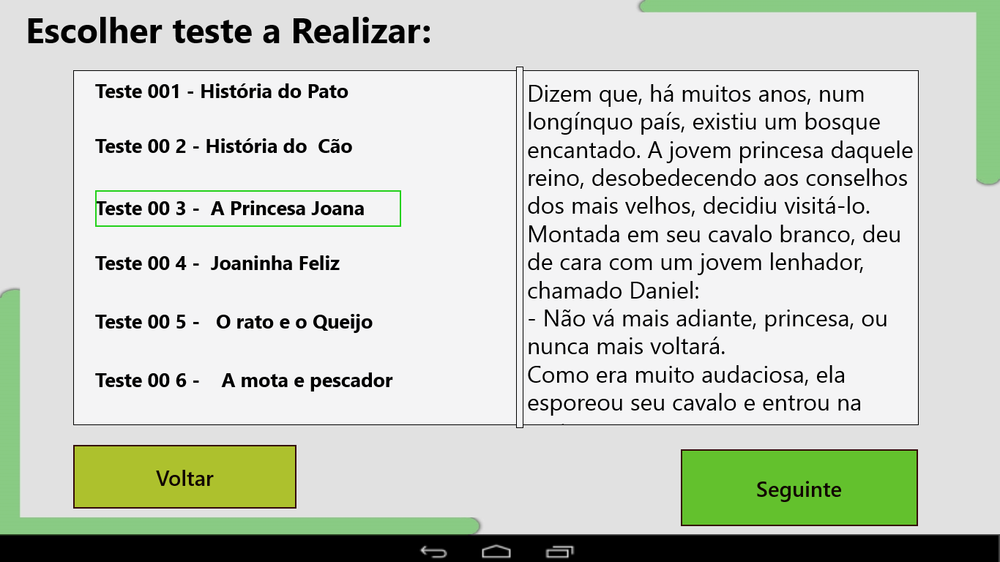 Escolher teste a Realizar:
Teste 001 - História do Pato
Teste 00 2 - História do  Cão
Teste 00 3 -  A Princesa Joana
Teste 00 4 -  Joaninha Feliz
Teste 00 5 -   O rato e o Queijo
Teste 00 6 -    A mota e pescador
Dizem que, há muitos anos, num
longínquo país, existiu um bosque
encantado. A jovem princesa daquele
reino, desobedecendo aos conselhos
dos mais velhos, decidiu visitá-lo.
Montada em seu cavalo branco, deu
de cara com um jovem lenhador,
chamado Daniel:
- Não vá mais adiante, princesa, ou
nunca mais voltará.
Como era muito audaciosa, ela
esporeou seu cavalo e entrou na
Voltar
Seguinte